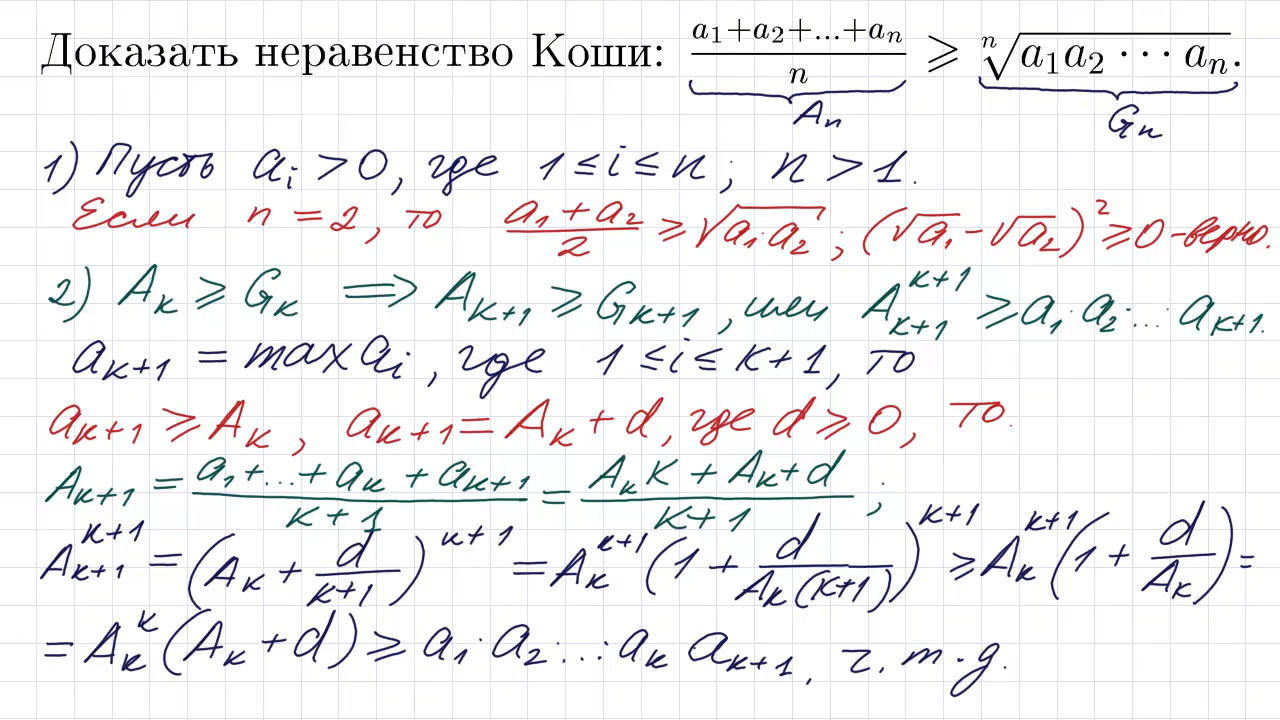 Доказать неравенство Коши: (a₁+a₂+...+aₙ)/n ⩾ ⁿ√(a₁a₂⋯aₙ).
Aₙ Gₙ
1) Пусть aᵢ > 0, где 1 ≤ i ≤ n; n > 1.
Если n = 2, то (a₁ + a₂)/2 ⩾ √(a₁·a₂); (√a₁ − √a₂)² ⩾ 0 - верно.
2) Aₖ ⩾ Gₖ ⟹ Aₖ₊₁ ⩾ Gₖ₊₁, или Aₖ₊₁^(k+1) ⩾ a₁·a₂·...·aₖ₊₁.
aₖ₊₁ = max aᵢ, где 1 ≤ i ≤ k+1, то
aₖ₊₁ ⩾ Aₖ, aₖ₊₁ = Aₖ + d, где d ⩾ 0, то
Aₖ₊₁ = (a₁+...+aₖ + aₖ₊₁)/(k+1) = (Aₖk + Aₖ + d)/(k+1);
Aₖ₊₁^(k+1) = (Aₖ + d/(k+1))^(k+1) = Aₖ^(k+1) (1 + d/(Aₖ(k+1)))^(k+1) ⩾ Aₖ^(k+1) (1 + d/Aₖ) =
= Aₖ^k (Aₖ + d) ⩾ a₁·a₂·...·aₖ aₖ₊₁, ч.т.д.